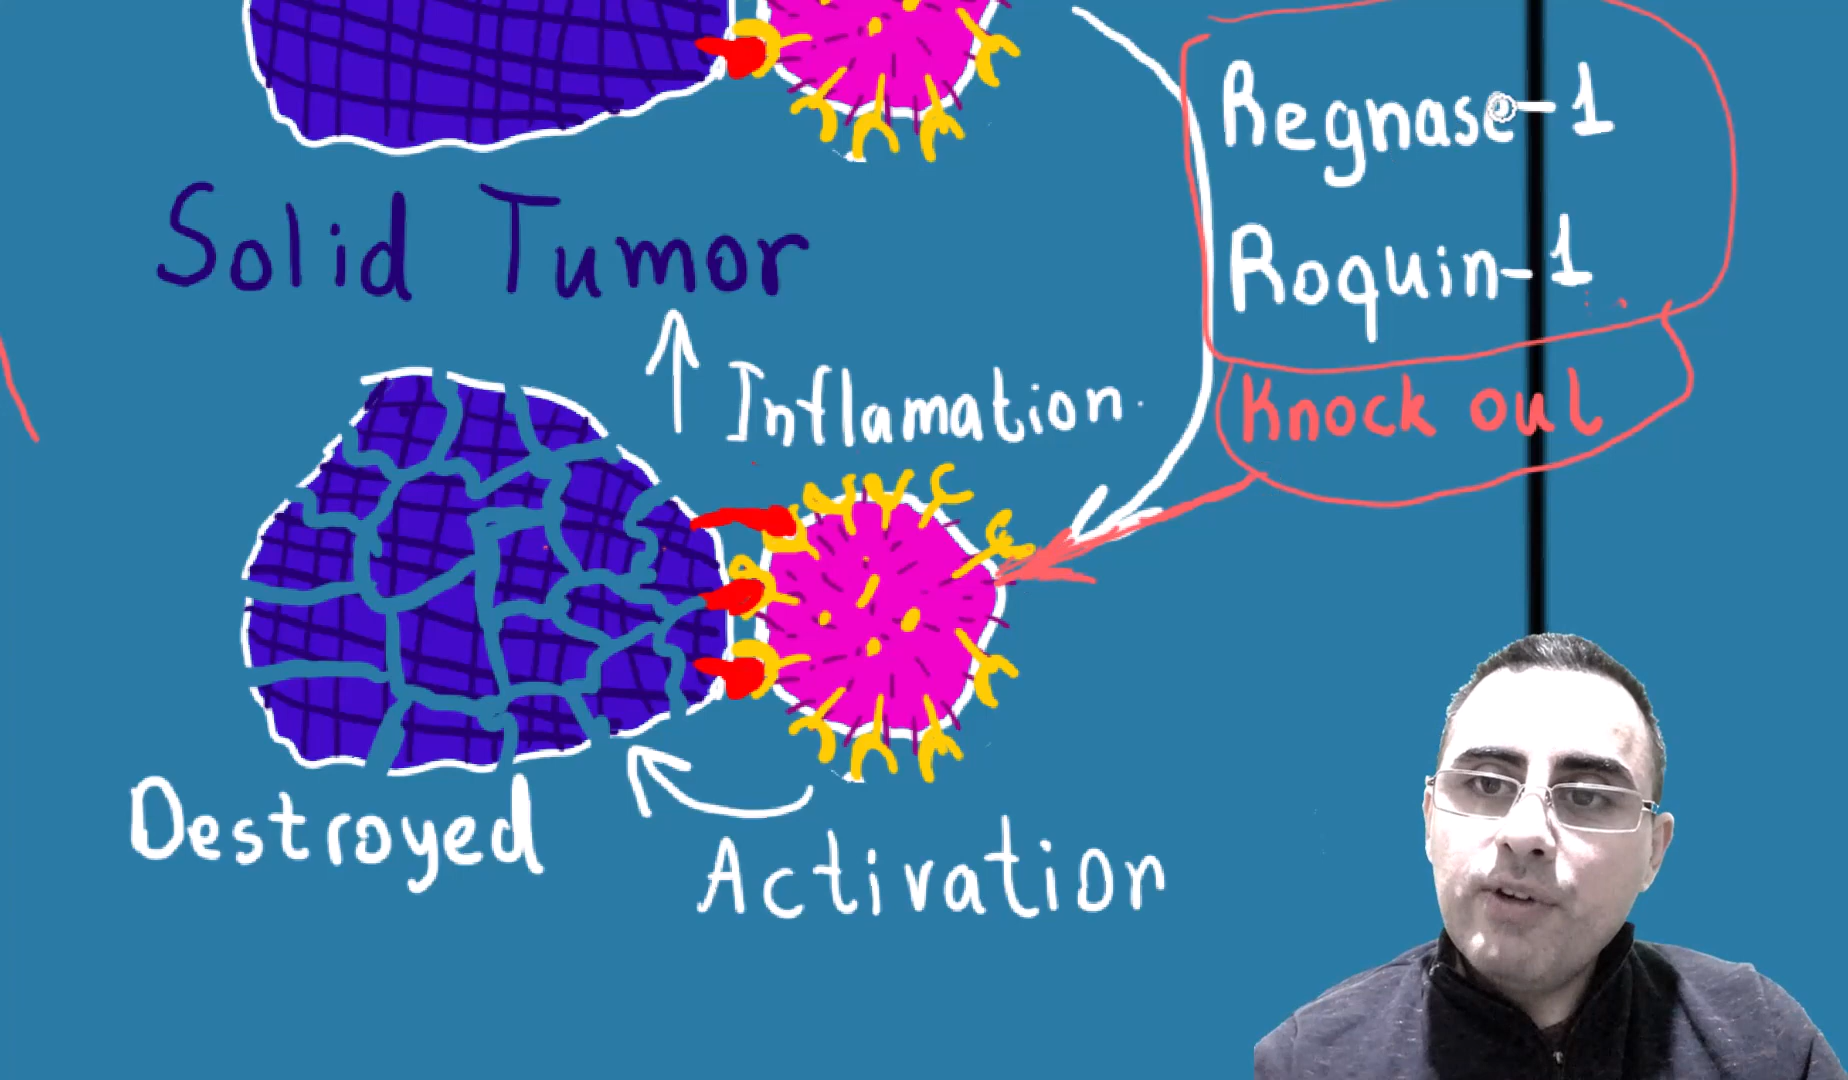 Regnase-1
Roquin-1
Solid Tumor
Inflamation
Knock out
Destroyed
Activation